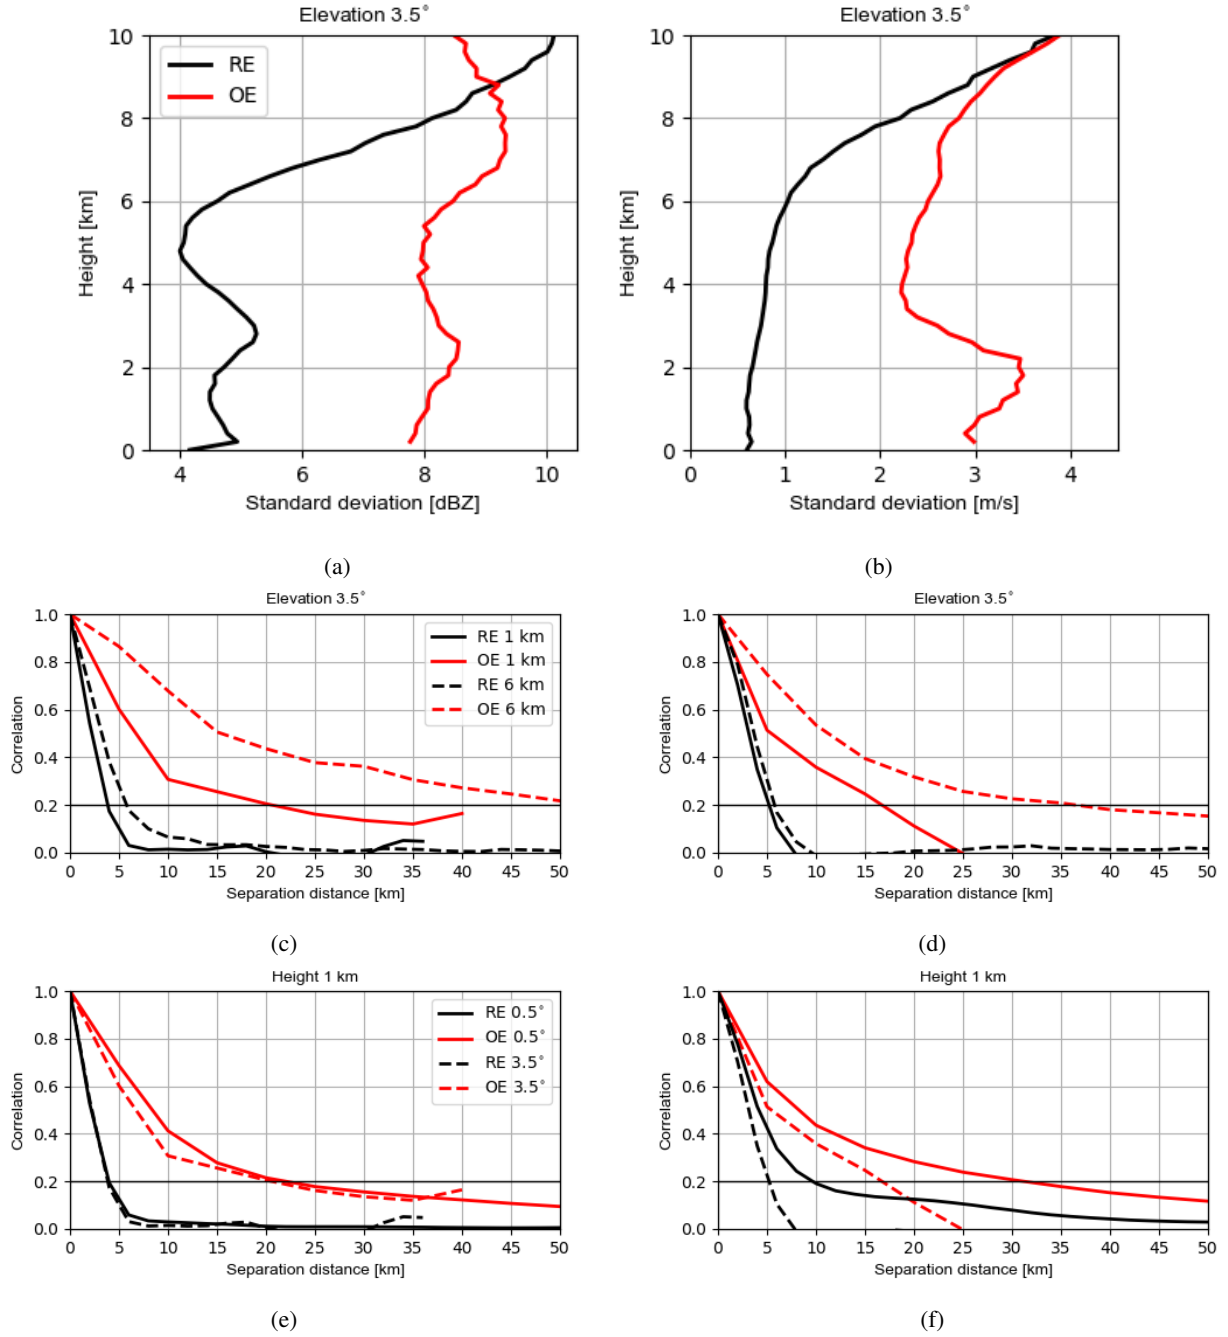 Elevation 3.5°
Elevation 3.5°
RE
OE
10
8
6
4
2
0
Height [km]
4
6
8
10
Standard deviation [dBZ]
10
8
6
4
2
0
Height [km]
0
1
2
3
4
Standard deviation [m/s]
(a)
(b)
Elevation 3.5°
RE 1 km
OE 1 km
RE 6 km
OE 6 km
1.0
0.8
0.6
0.4
0.2
0.0
Correlation
0 5 10 15 20 25 30 35 40 45 50
Separation distance [km]
Elevation 3.5°
1.0
0.8
0.6
0.4
0.2
0.0
Correlation
0 5 10 15 20 25 30 35 40 45 50
Separation distance [km]
(c)
(d)
Height 1 km
RE 0.5°
OE 0.5°
RE 3.5°
OE 3.5°
1.0
0.8
0.6
0.4
0.2
0.0
Correlation
0 5 10 15 20 25 30 35 40 45 50
Separation distance [km]
Height 1 km
1.0
0.8
0.6
0.4
0.2
0.0
Correlation
0 5 10 15 20 25 30 35 40 45 50
Separation distance [km]
(e)
(f)